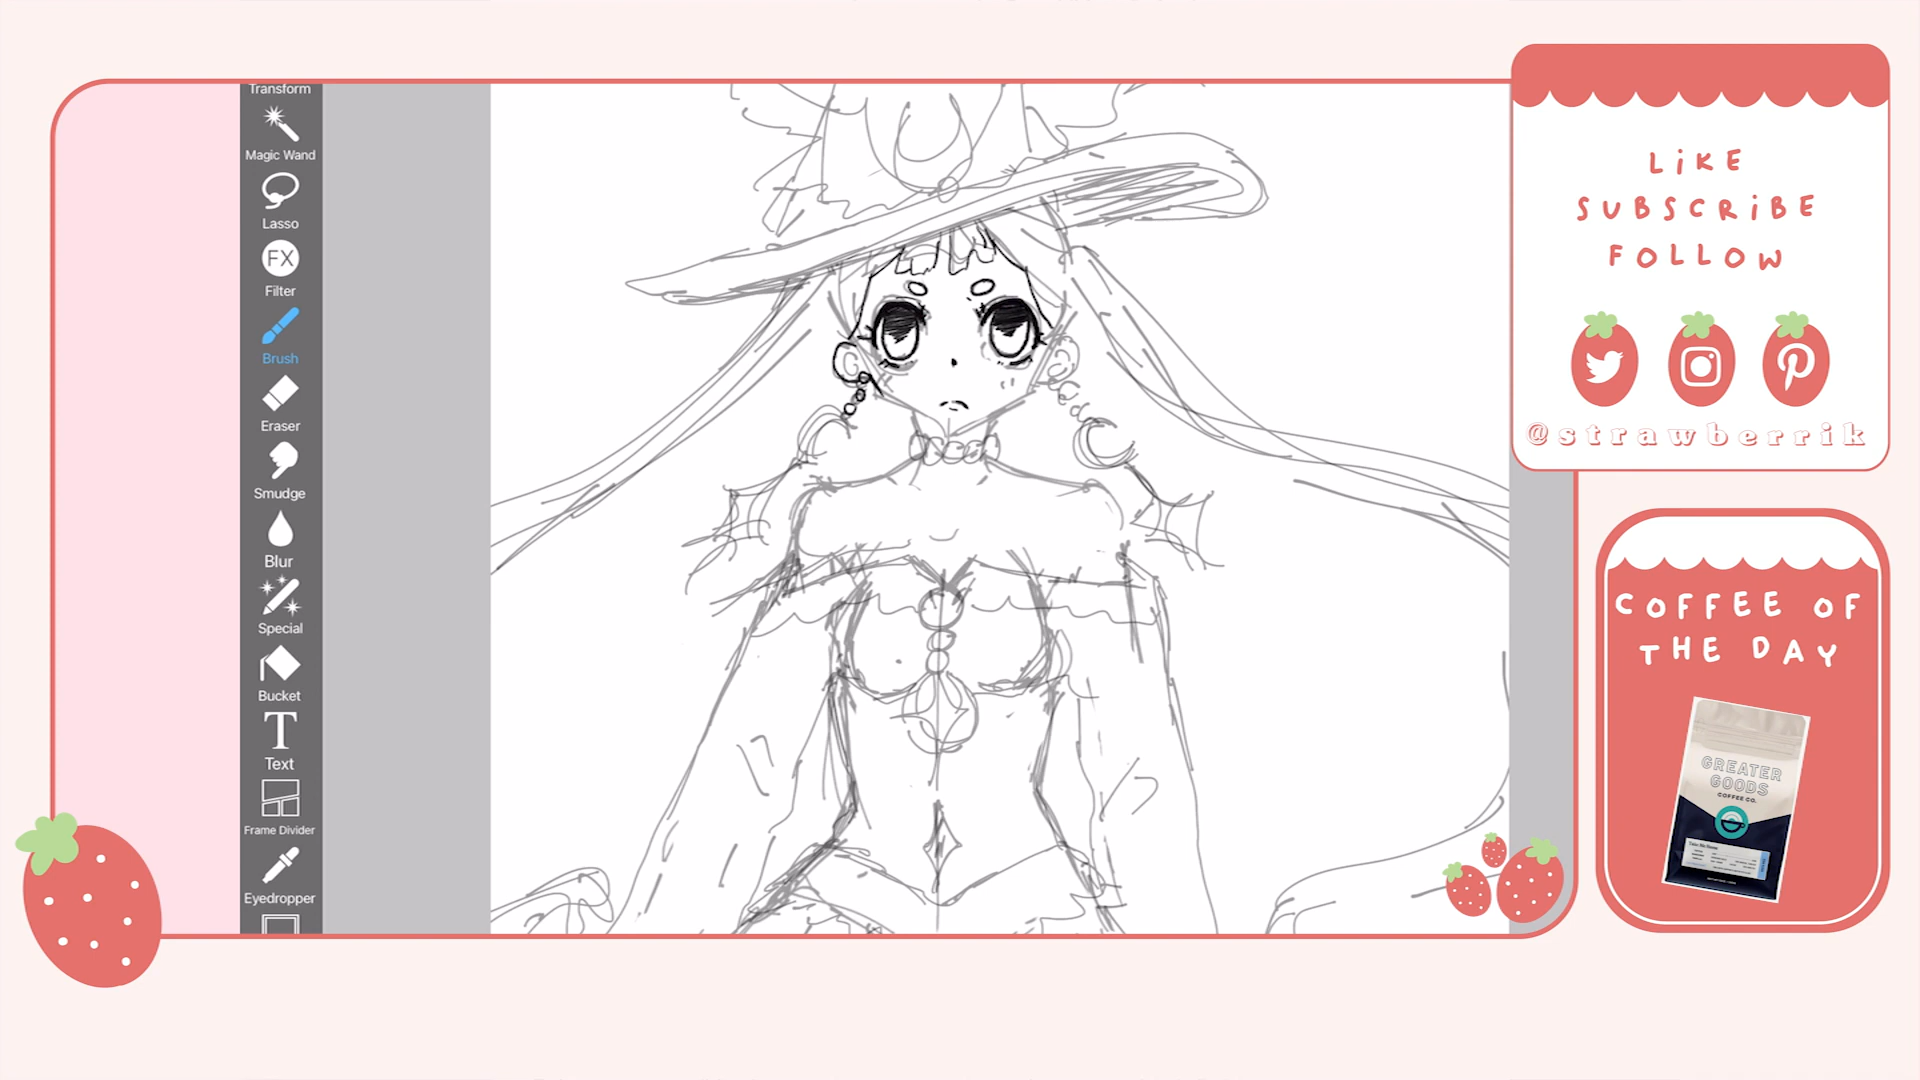 Transform
Magic Wand
Lasso
FX
Filter
Brush
Eraser
Smudge
Blur
Special
Bucket
T
Text
Frame Divider
Eyedropper
LiKE
SUBSCRiBE
FOLLOW
@strawberrik
COFFEE OF
THE DAY
GREATER
GOODS
COFFEE CO.